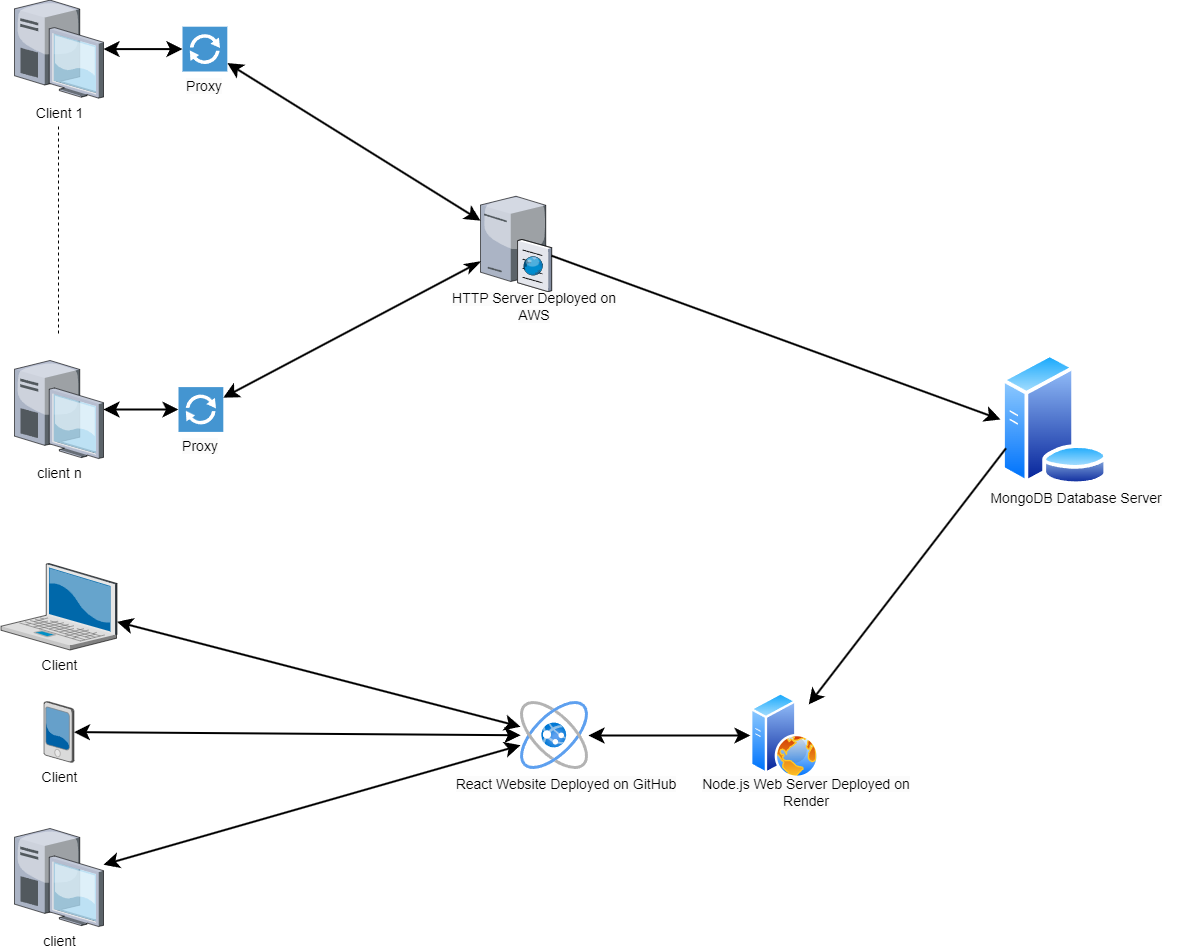 Proxy
Client 1
HTTP Server Deployed on
AWS
Proxy
client n
MongoDB Database Server
Client
Client
React Website Deployed on GitHub
Node.js Web Server Deployed on
Render
client